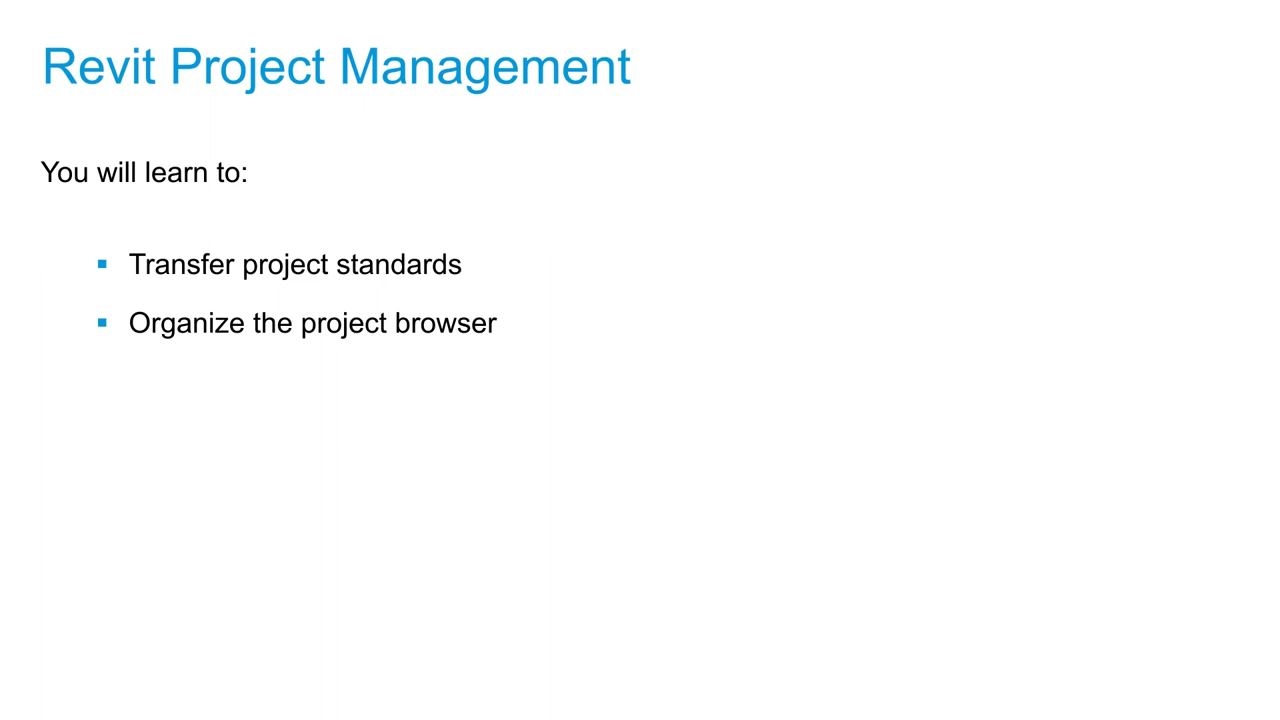 Revit Project Management
You will learn to:
▪ Transfer project standards
▪ Organize the project browser